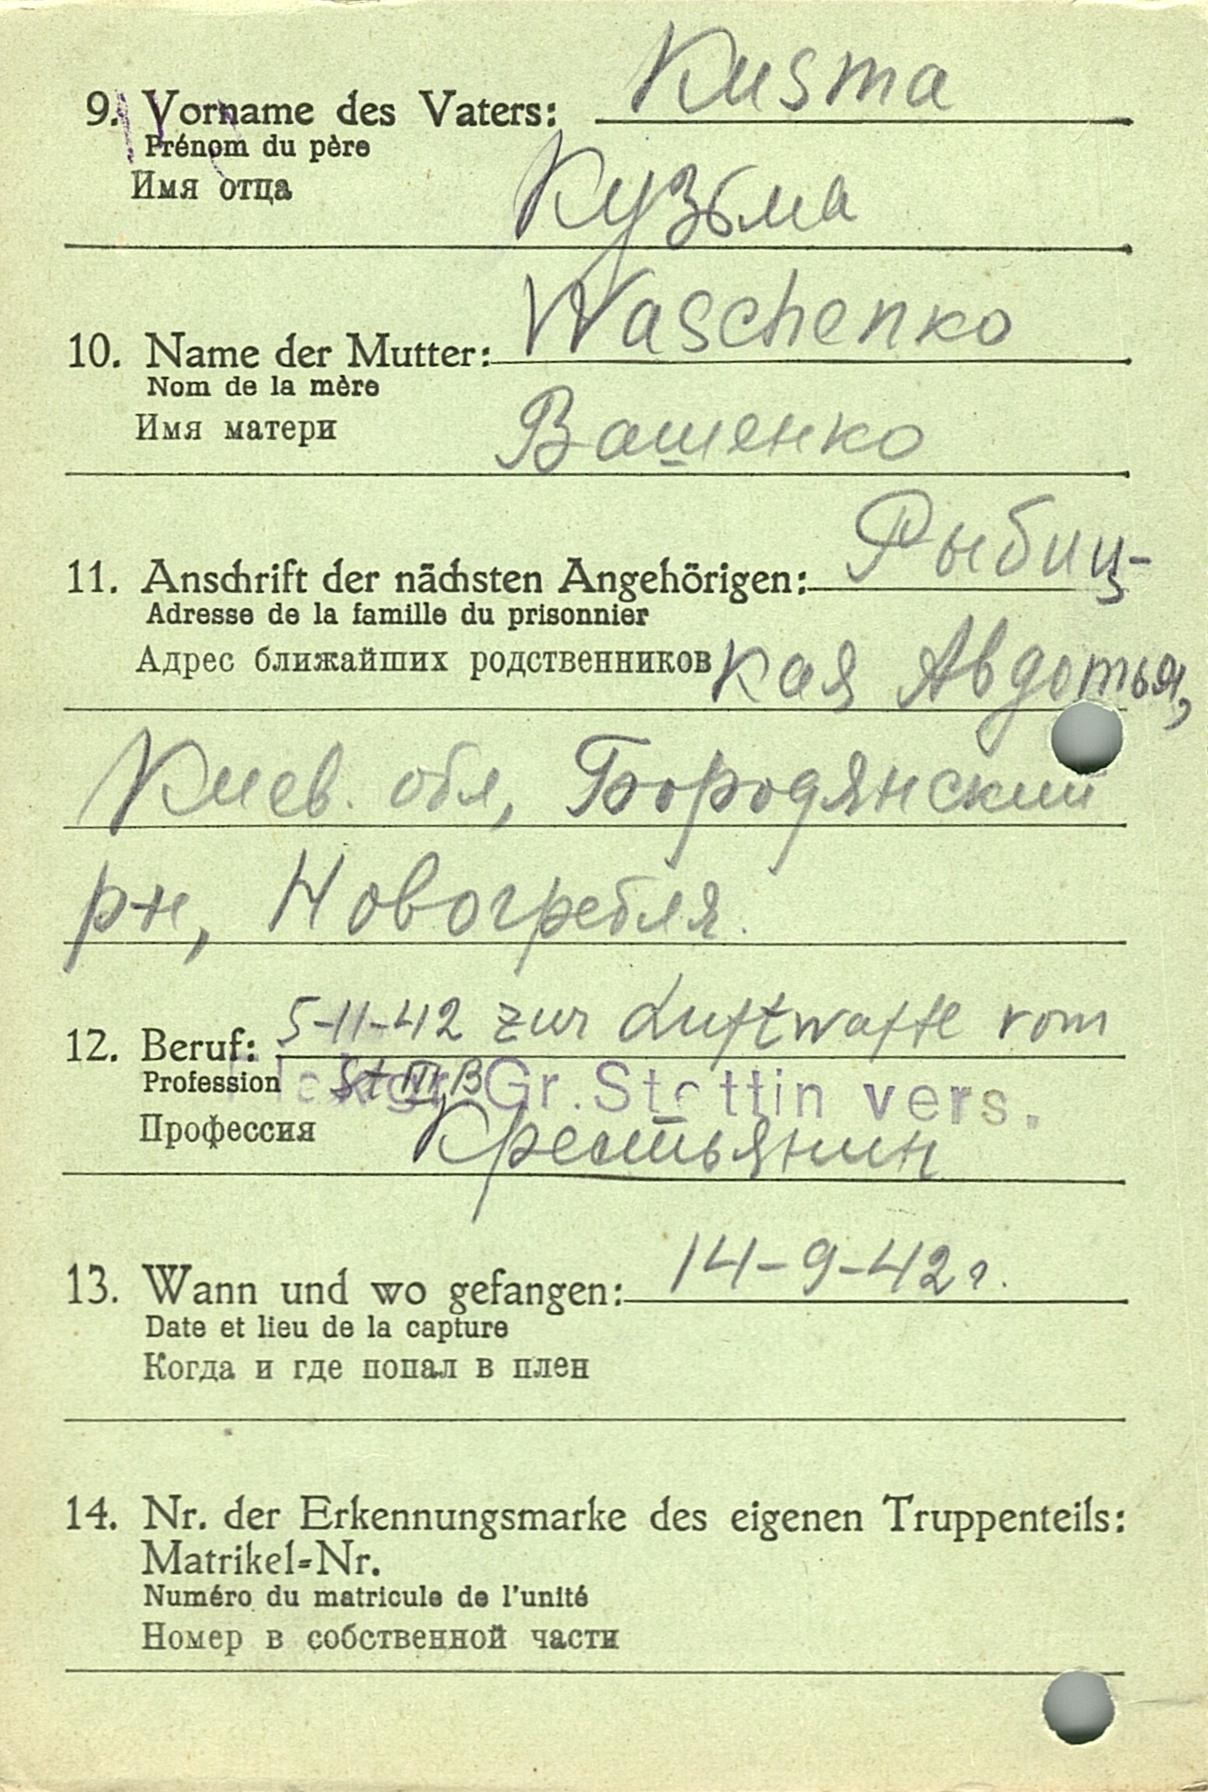 Kusma
9. Vorname des Vaters:
Prénom du père
Имя отца
Кузьма
Waschenko
10. Name der Mutter:
Nom de la mère
Имя матери
Вашенко
Рыбиц-
11. Anschrift der nächsten Angehörigen:
Adresse de la famille du prisonnier
Адрес ближайших родственников кая Авдотья,
Киев. обл, Бородянский
р-н, Новогребля.
12. Beruf: 5-11-42 zur Luftwaffe vom
Profession St III B Gr. Stettin vers.
Профессия Крестьянин
13. Wann und wo gefangen: 14-9-42 г.
Date et lieu de la capture
Когда и где попал в плен
14. Nr. der Erkennungsmarke des eigenen Truppenteils:
Matrikel-Nr.
Numéro du matricule de l'unité
Номер в собственной части